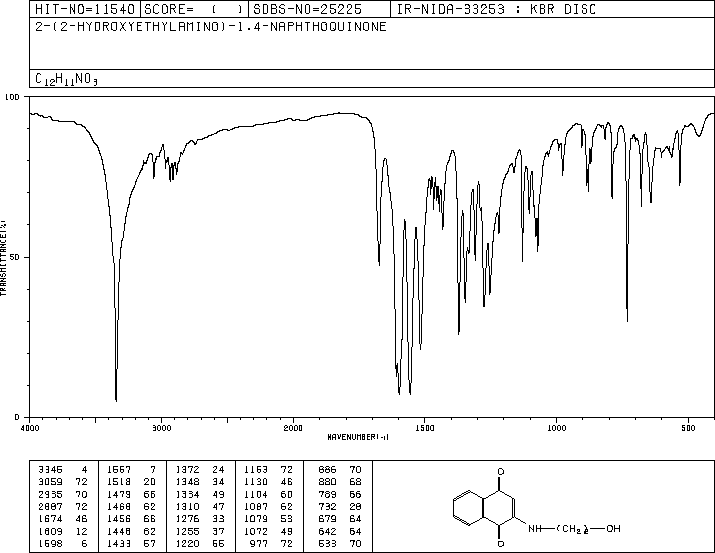 HIT-NO=11540 SCORE= ( ) SDBS-NO=25225 IR-NIDA-33253 : KBR DISC
2-(2-HYDROXYETHYLAMINO)-1,4-NAPHTHOQUINONE
C12H11NO3
100
50
0
TRANSMITTANCE(%)
4000 3000 2000 1500 1000 500
WAVENUMBER(-1)
3345 4 1557 7 1372 24 1153 72 886 70
3059 72 1518 20 1348 34 1130 46 880 68
2935 70 1479 66 1334 49 1104 60 789 66
2887 72 1468 62 1310 47 1087 62 732 28
1674 46 1456 66 1276 33 1079 53 679 64
1609 12 1448 62 1255 37 1072 49 642 64
1598 6 1433 57 1220 55 977 72 533 70
O
NH—(CH2)2—OH
O